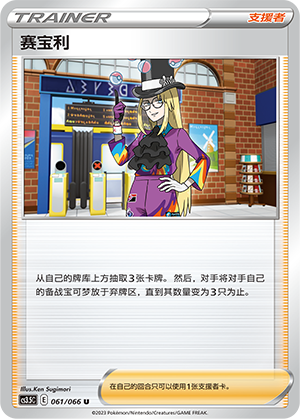 TRAINER 支援者
赛宝利
从自己的牌库上方抽取3张卡牌。然后,对手将对手自己
的备战宝可梦放于弃牌区,直到其数量变为3只为止。
Illus.Ken Sugimori
cs3.5C E 061/066 U
在自己的回合只可以使用1张支援者卡。
©2023 Pokémon/Nintendo/Creatures/GAME FREAK.